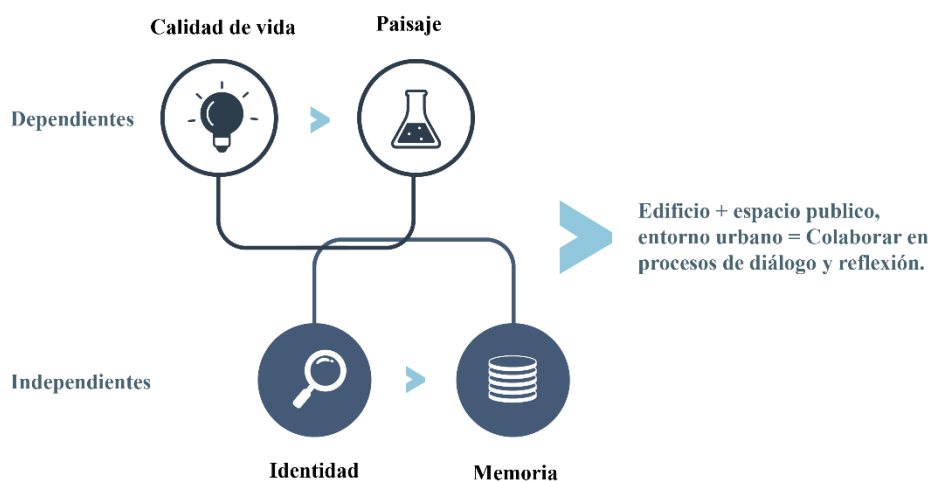 Calidad de vida
Paisaje
Dependientes
Edificio + espacio publico,
entorno urbano = Colaborar en
procesos de diálogo y reflexión.
Independientes
Identidad
Memoria